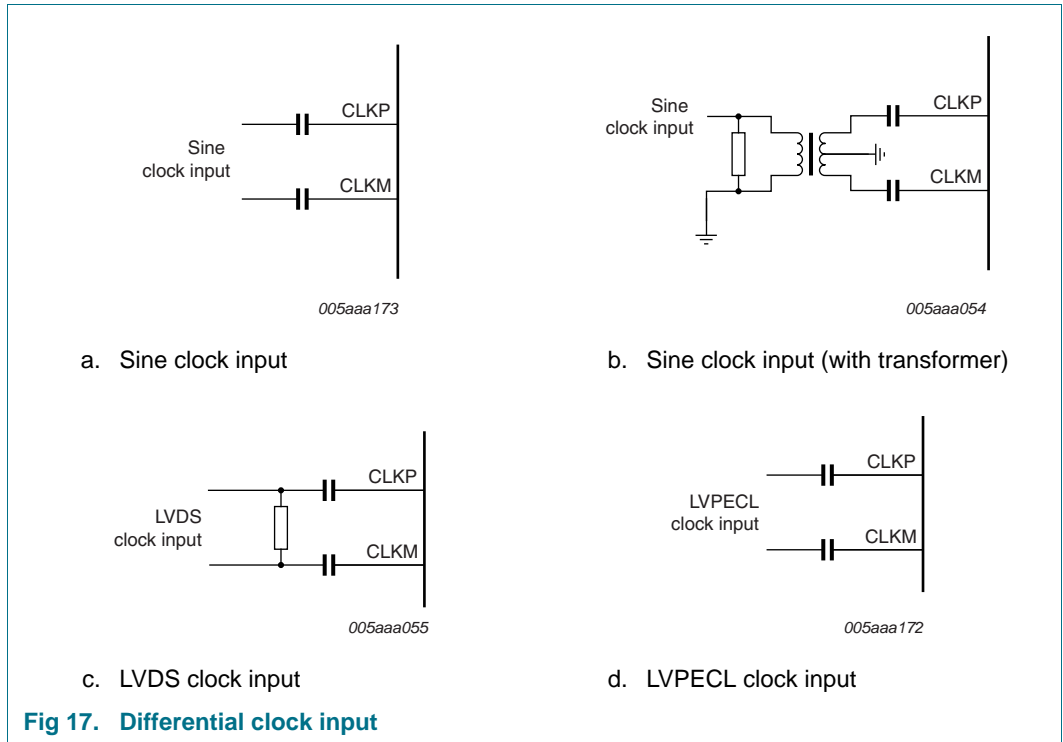 CLKP
Sine
clock input
CLKM
005aaa173
a. Sine clock input
Sine
clock input
CLKP
CLKM
005aaa054
b. Sine clock input (with transformer)
CLKP
LVDS
clock input
CLKM
005aaa055
c. LVDS clock input
CLKP
LVPECL
clock input
CLKM
005aaa172
d. LVPECL clock input
Fig 17. Differential clock input